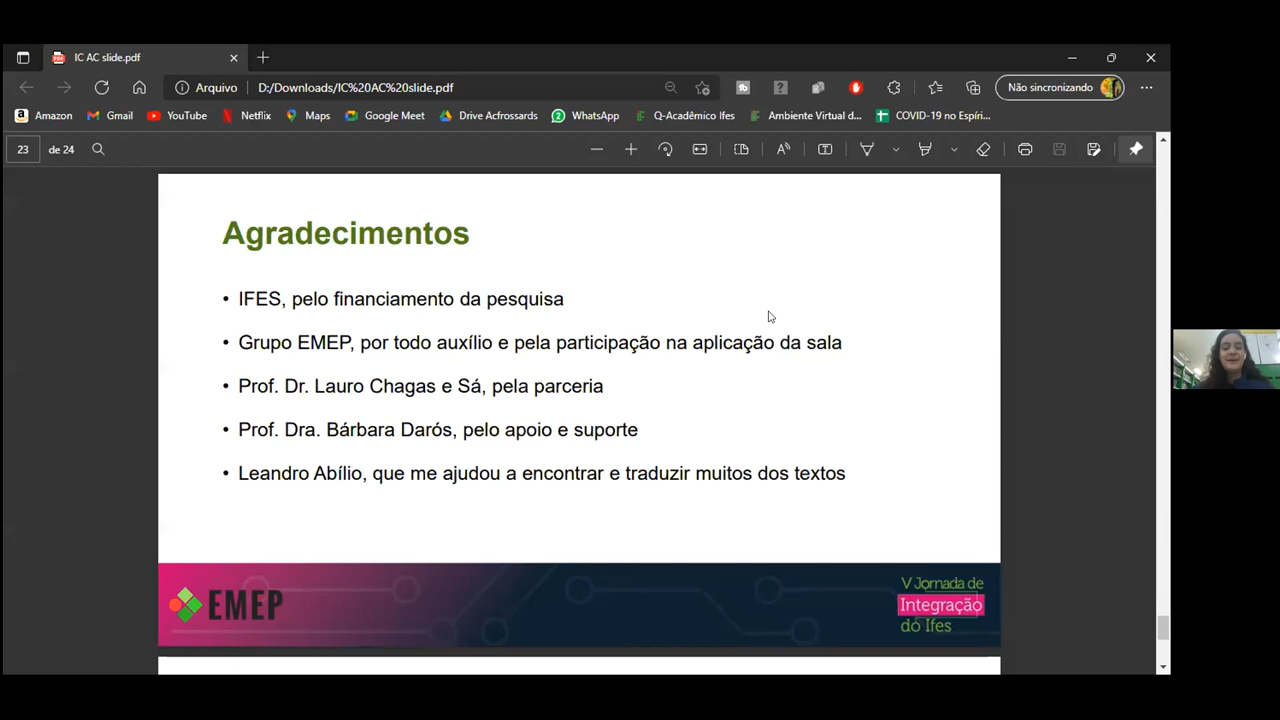 IC AC slide.pdf
Arquivo
D:/Downloads/IC%20AC%20slide.pdf
Não sincronizando
Amazon
Gmail
YouTube
Netflix
Maps
Google Meet
Drive Acfrossards
WhatsApp
Q-Acadêmico Ifes
Ambiente Virtual d...
COVID-19 no Espíri...
23 de 24
Agradecimentos
• IFES, pelo financiamento da pesquisa
• Grupo EMEP, por todo auxílio e pela participação na aplicação da sala
• Prof. Dr. Lauro Chagas e Sá, pela parceria
• Prof. Dra. Bárbara Darós, pelo apoio e suporte
• Leandro Abílio, que me ajudou a encontrar e traduzir muitos dos textos
EMEP
V Jornada de
Integração
do Ifes